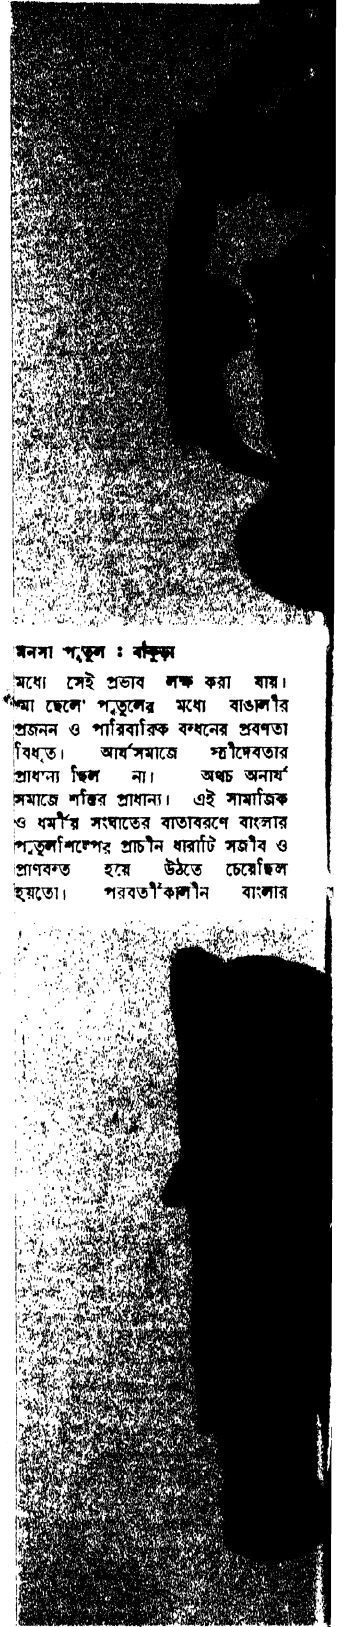 মনসা পুতুল : বাঁকুড়া
মধ্যে সেই প্রভাব লক্ষ করা যায়।
'মা ছেলে' পুতুলের মধ্যে বাঙালীর
প্রজনন ও পারিবারিক বন্ধনের প্রবণতা
বিধৃত। আর্যসমাজে স্ত্রীদেবতার
প্রাধান্য ছিল না। অথচ অনার্য
সমাজে শক্তির প্রাধান্য। এই সামাজিক
ও ধর্মীয় সংঘাতের বাতাবরণে বাংলার
পুতুলশিল্পের প্রাচীন ধারাটি সজীব ও
প্রাণবন্ত হয়ে উঠতে চেয়েছিল
হয়তো। পরবর্তীকালীন বাংলার